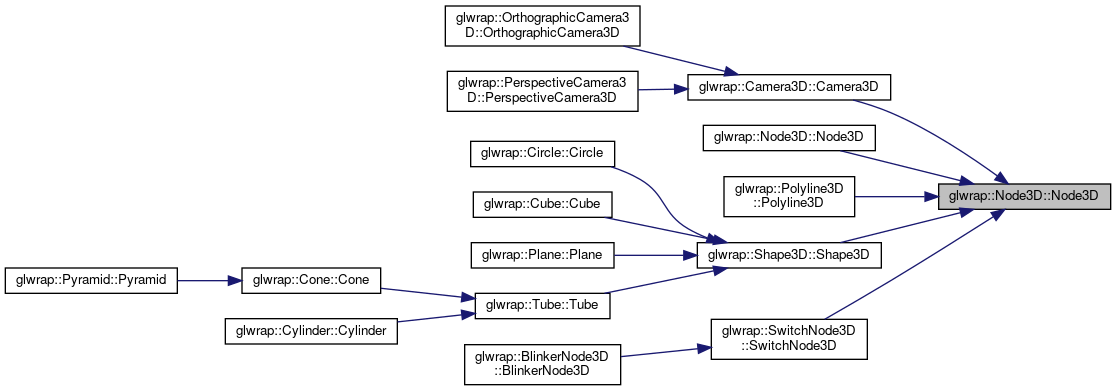 glwrap::OrthographicCamera3
D::OrthographicCamera3D
glwrap::PerspectiveCamera3
D::PerspectiveCamera3D
glwrap::Camera3D::Camera3D
glwrap::Node3D::Node3D
glwrap::Circle::Circle
glwrap::Polyline3D
::Polyline3D
glwrap::Node3D::Node3D
glwrap::Cube::Cube
glwrap::Plane::Plane
glwrap::Shape3D::Shape3D
glwrap::Pyramid::Pyramid
glwrap::Cone::Cone
glwrap::Tube::Tube
glwrap::Cylinder::Cylinder
glwrap::SwitchNode3D
::SwitchNode3D
glwrap::BlinkerNode3D
::BlinkerNode3D